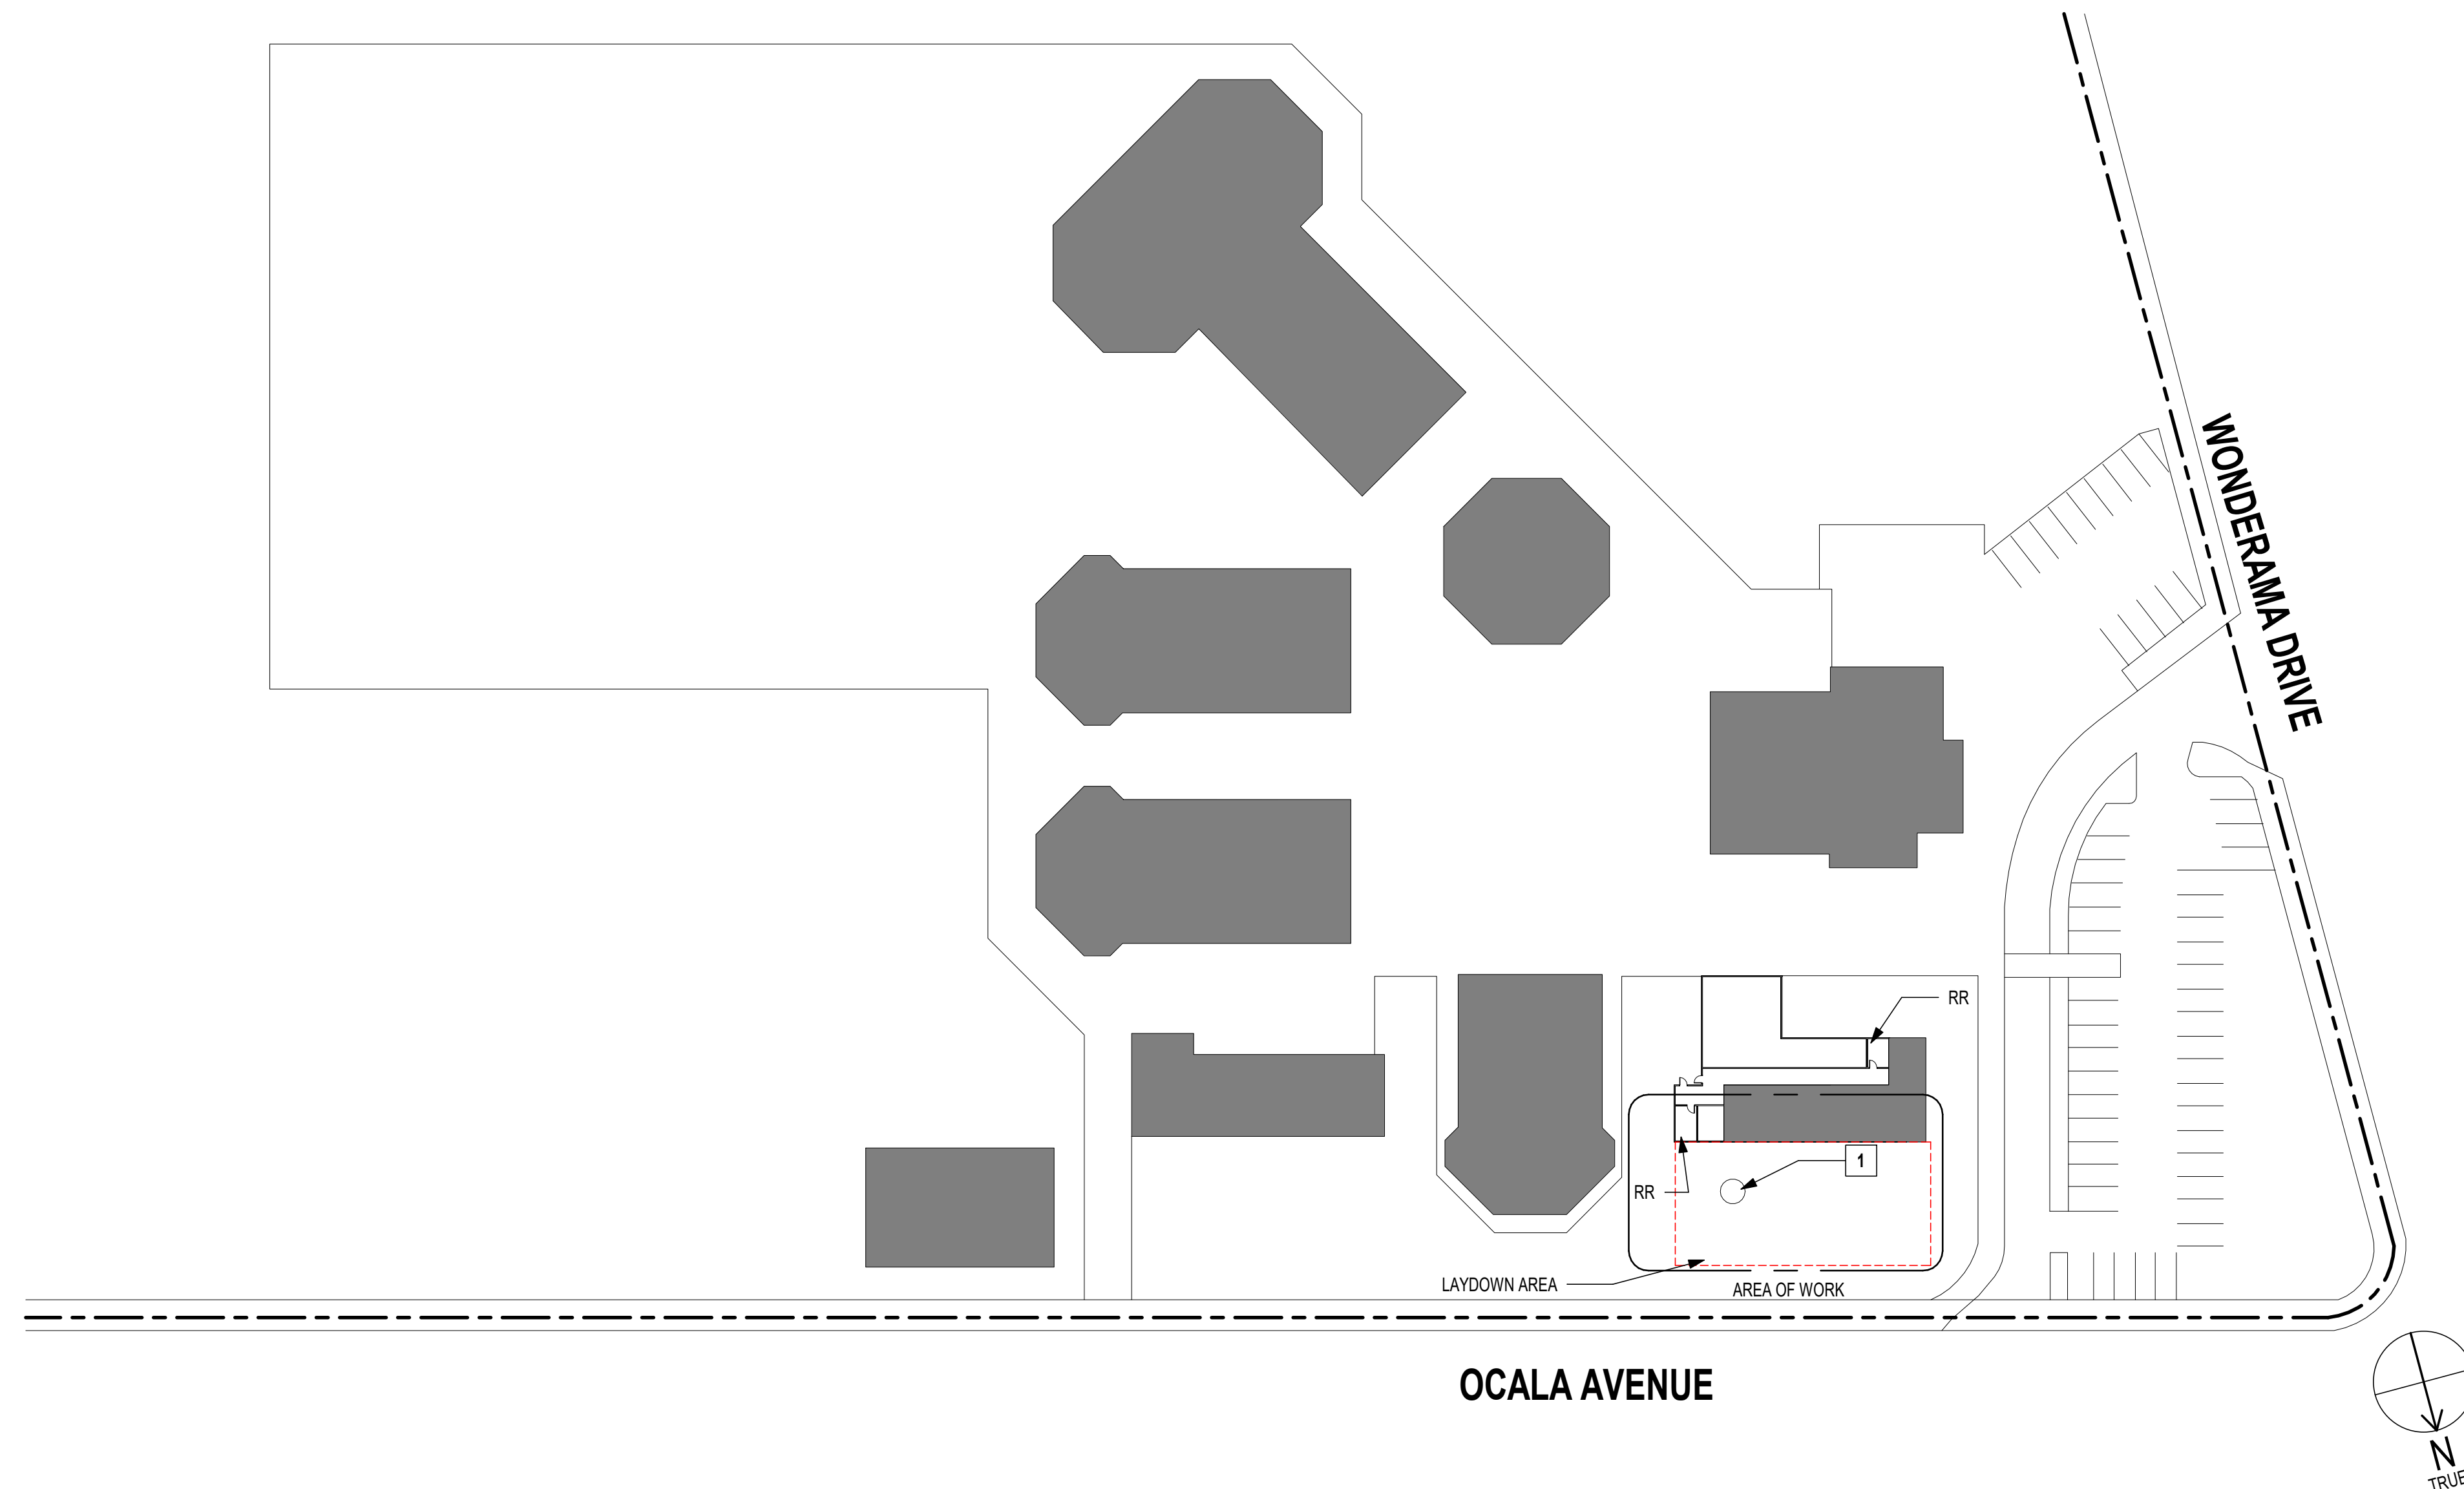 WONDERAMA DRIVE
RR
1
RR
LAYDOWN AREA
AREA OF WORK
OCALA AVENUE
N
TRUE